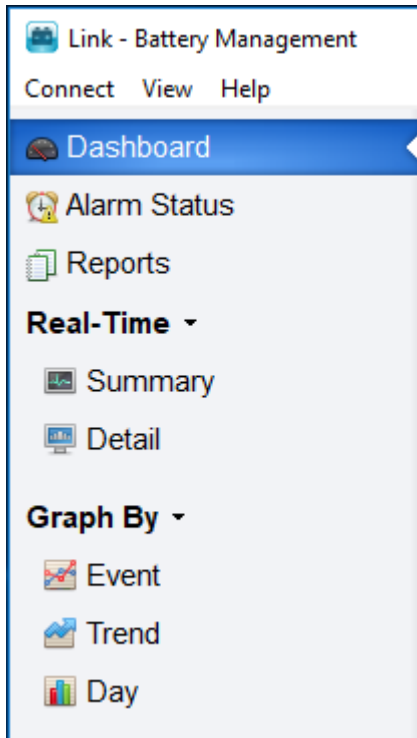 Link - Battery Management
Connect View Help
Dashboard
Alarm Status
Reports
Real-Time
Summary
Detail
Graph By
Event
Trend
Day